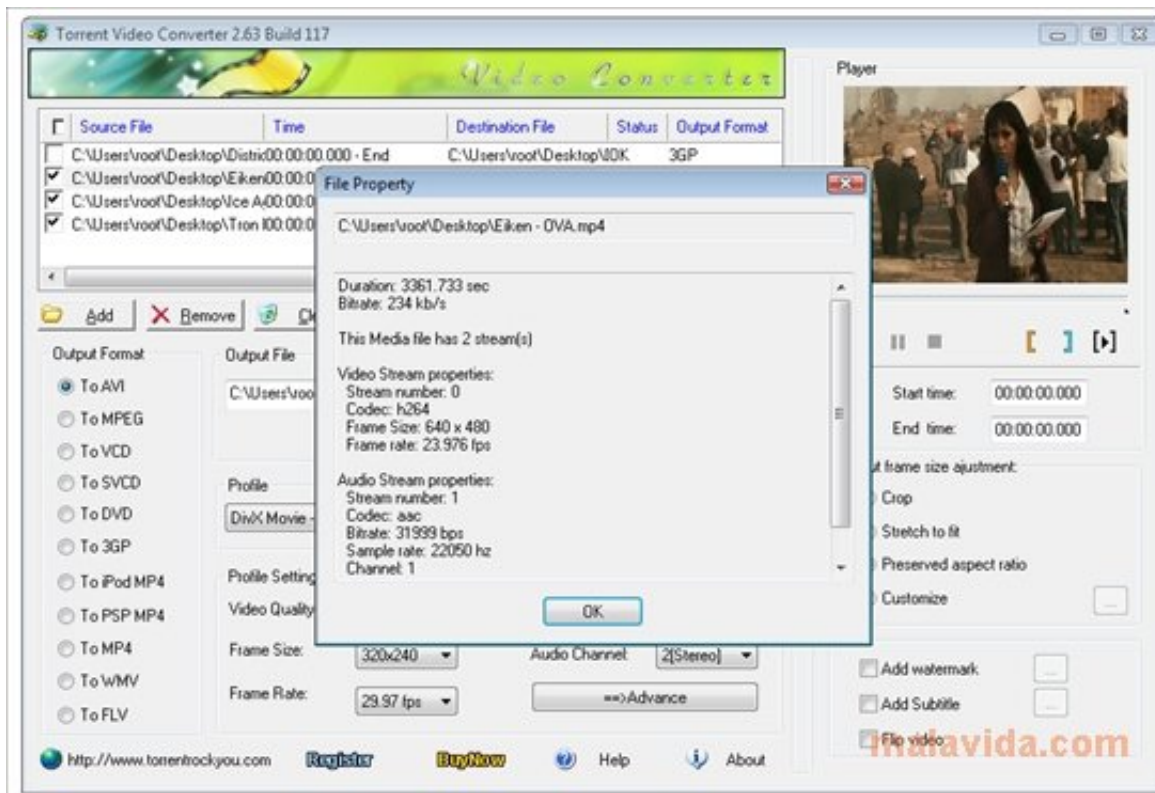 Torrent Video Converter 2.63 Build 117
Video Converter
Source File Time Destination File Status Output Format
C:\Users\root\Desktop\Distric00:00:00.000 - End C:\Users\root\Desktop\IOK 3GP
C:\Users\root\Desktop\Eiken00:00:0
C:\Users\root\Desktop\Ice A00:00:0
C:\Users\root\Desktop\Tron 00:00:0
Add Remove
Output Format
To AVI
To MPEG
To VCD
To SVCD
To DVD
To 3GP
To iPod MP4
To PSP MP4
To MP4
To WMV
To FLV
Output File
C:\Users\roo
Profile
DivX Movie -
Profile Setting
Video Quality
Frame Size: 320x240
Audio Channel: 2[Stereo]
Frame Rate: 29.97 fps
==>Advance
File Property
C:\Users\root\Desktop\Eiken - OVA.mp4
Duration: 3361.733 sec
Bitrate: 234 kb/s
This Media file has 2 stream(s)
Video Stream properties:
Stream number: 0
Codec: h264
Frame Size: 640 x 480
Frame rate: 23.976 fps
Audio Stream properties:
Stream number: 1
Codec: aac
Bitrate: 31999 bps
Sample rate: 22050 hz
Channel: 1
OK
Player
Start time: 00:00:00.000
End time: 00:00:00.000
ut frame size ajustment:
Crop
Stretch to fit
Preserved aspect ratio
Customize
...
Add watermark ...
Add Subtitle ...
Flip video
http://www.torrentrockyou.com Register BuyNow Help About
malavida.com